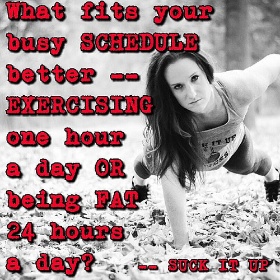 What fits your
busy SCHEDULE
better --
EXERCISING
one hour
a day OR
being FAT
24 hours
a day? -- SUCK IT UP